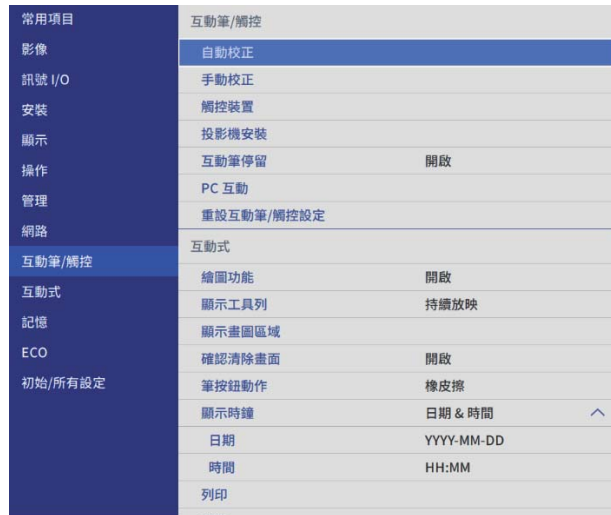 常用項目
影像
訊號 I/O
安裝
顯示
操作
管理
網路
互動筆/觸控
互動式
記憶
ECO
初始/所有設定
互動筆/觸控
自動校正
手動校正
觸控裝置
投影機安裝
互動筆停留 開啟
PC 互動
重設互動筆/觸控設定
互動式
繪圖功能 開啟
顯示工具列 持續放映
顯示畫圖區域
確認清除畫面 開啟
筆按鈕動作 橡皮擦
顯示時鐘 日期 & 時間
日期 YYYY-MM-DD
時間 HH:MM
列印